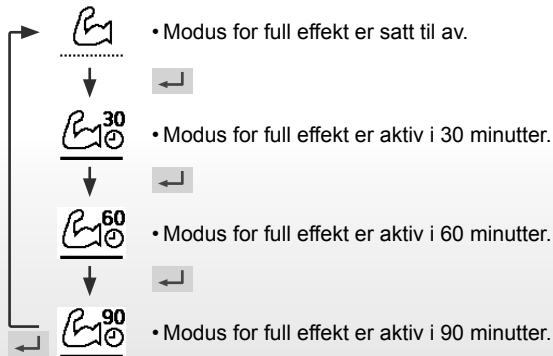 • Modus for full effekt er satt til av.
30
• Modus for full effekt er aktiv i 30 minutter.
60
• Modus for full effekt er aktiv i 60 minutter.
90
• Modus for full effekt er aktiv i 90 minutter.